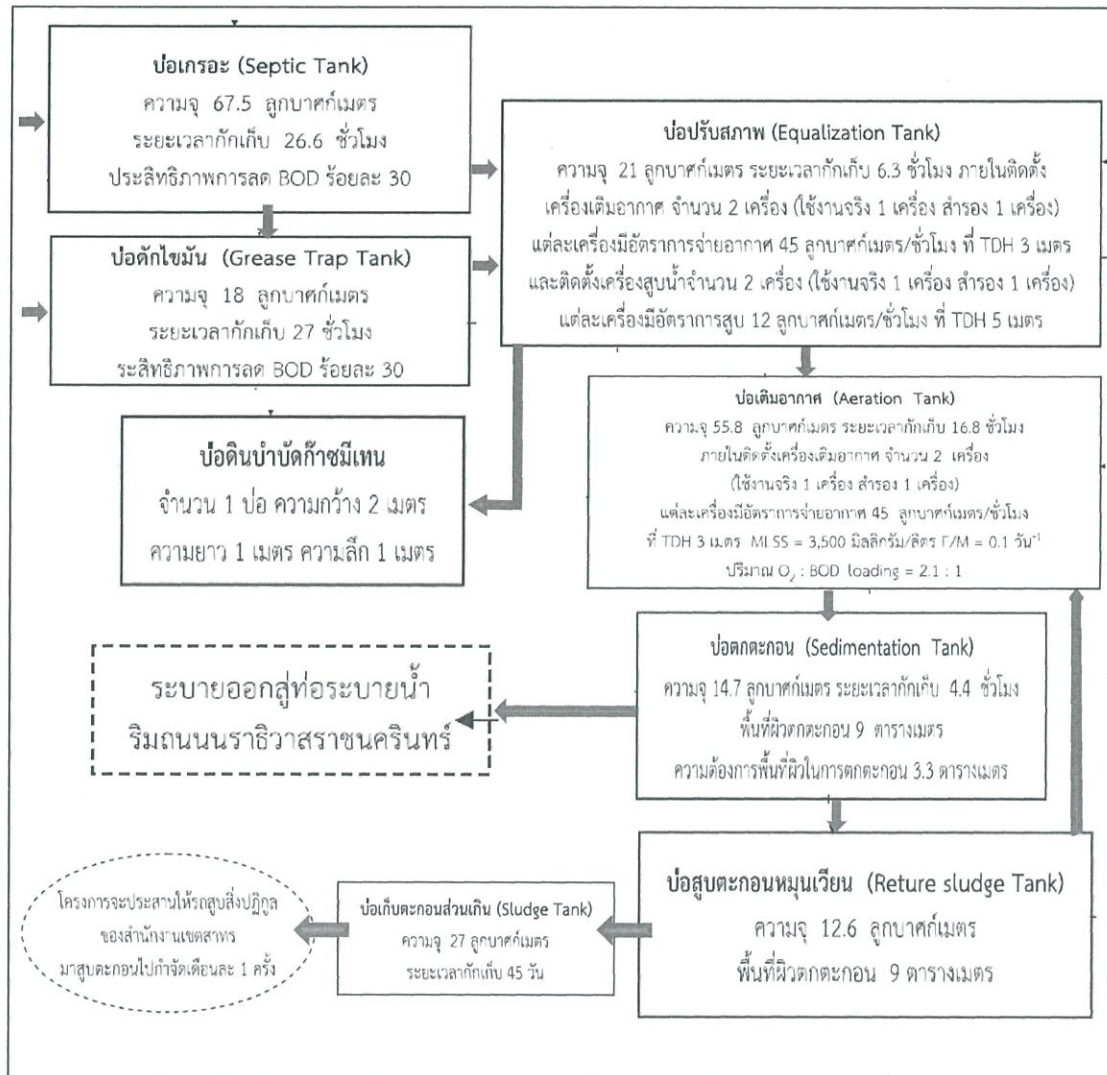 บ่อเกรอะ (Septic Tank)
ความจุ 67.5 ลูกบาศก์เมตร
ระยะเวลากักเก็บ 26.6 ชั่วโมง
ประสิทธิภาพการลด BOD ร้อยละ 30
บ่อดักไขมัน (Grease Trap Tank)
ความจุ 18 ลูกบาศก์เมตร
ระยะเวลากักเก็บ 27 ชั่วโมง
ระสิทธิภาพการลด BOD ร้อยละ 30
บ่อปรับสภาพ (Equalization Tank)
ความจุ 21 ลูกบาศก์เมตร ระยะเวลากักเก็บ 6.3 ชั่วโมง ภายในติดตั้ง
เครื่องเติมอากาศ จำนวน 2 เครื่อง (ใช้งานจริง 1 เครื่อง สำรอง 1 เครื่อง)
แต่ละเครื่องมีอัตราการจ่ายอากาศ 45 ลูกบาศก์เมตร/ชั่วโมง ที่ TDH 3 เมตร
และติดตั้งเครื่องสูบน้ำจำนวน 2 เครื่อง (ใช้งานจริง 1 เครื่อง สำรอง 1 เครื่อง)
แต่ละเครื่องมีอัตราการสูบ 12 ลูกบาศก์เมตร/ชั่วโมง ที่ TDH 5 เมตร
บ่อดินบำบัดก๊าซมีเทน
จำนวน 1 บ่อ ความกว้าง 2 เมตร
ความยาว 1 เมตร ความลึก 1 เมตร
บ่อเติมอากาศ (Aeration Tank)
ความจุ 55.8 ลูกบาศก์เมตร ระยะเวลากักเก็บ 16.8 ชั่วโมง
ภายในติดตั้งเครื่องเติมอากาศ จำนวน 2 เครื่อง
(ใช้งานจริง 1 เครื่อง สำรอง 1 เครื่อง)
แต่ละเครื่องมีอัตราการจ่ายอากาศ 45 ลูกบาศก์เมตร/ชั่วโมง
ที่ TDH 3 เมตร MLSS = 3,500 มิลลิกรัม/ลิตร F/M = 0.1 วัน⁻¹
ปริมาณ O₂ : BOD loading = 2.1 : 1
บ่อตกตะกอน (Sedimentation Tank)
ความจุ 14.7 ลูกบาศก์เมตร ระยะเวลากักเก็บ 4.4 ชั่วโมง
พื้นที่ผิวตกตะกอน 9 ตารางเมตร
ความต้องการพื้นที่ผิวในการตกตะกอน 3.3 ตารางเมตร
ระบายออกสู่ท่อระบายน้ำ
ริมถนนนราธิวาสราชนครินทร์
บ่อสูบตะกอนหมุนเวียน (Reture sludge Tank)
ความจุ 12.6 ลูกบาศก์เมตร
พื้นที่ผิวตกตะกอน 9 ตารางเมตร
บ่อเก็บตะกอนส่วนเกิน (Sludge Tank)
ความจุ 27 ลูกบาศก์เมตร
ระยะเวลากักเก็บ 45 วัน
โครงการจะประสานให้รถสูบสิ่งปฏิกูล
ของสำนักงานเขตสาทร
มาสูบตะกอนไปกำจัดเดือนละ 1 ครั้ง